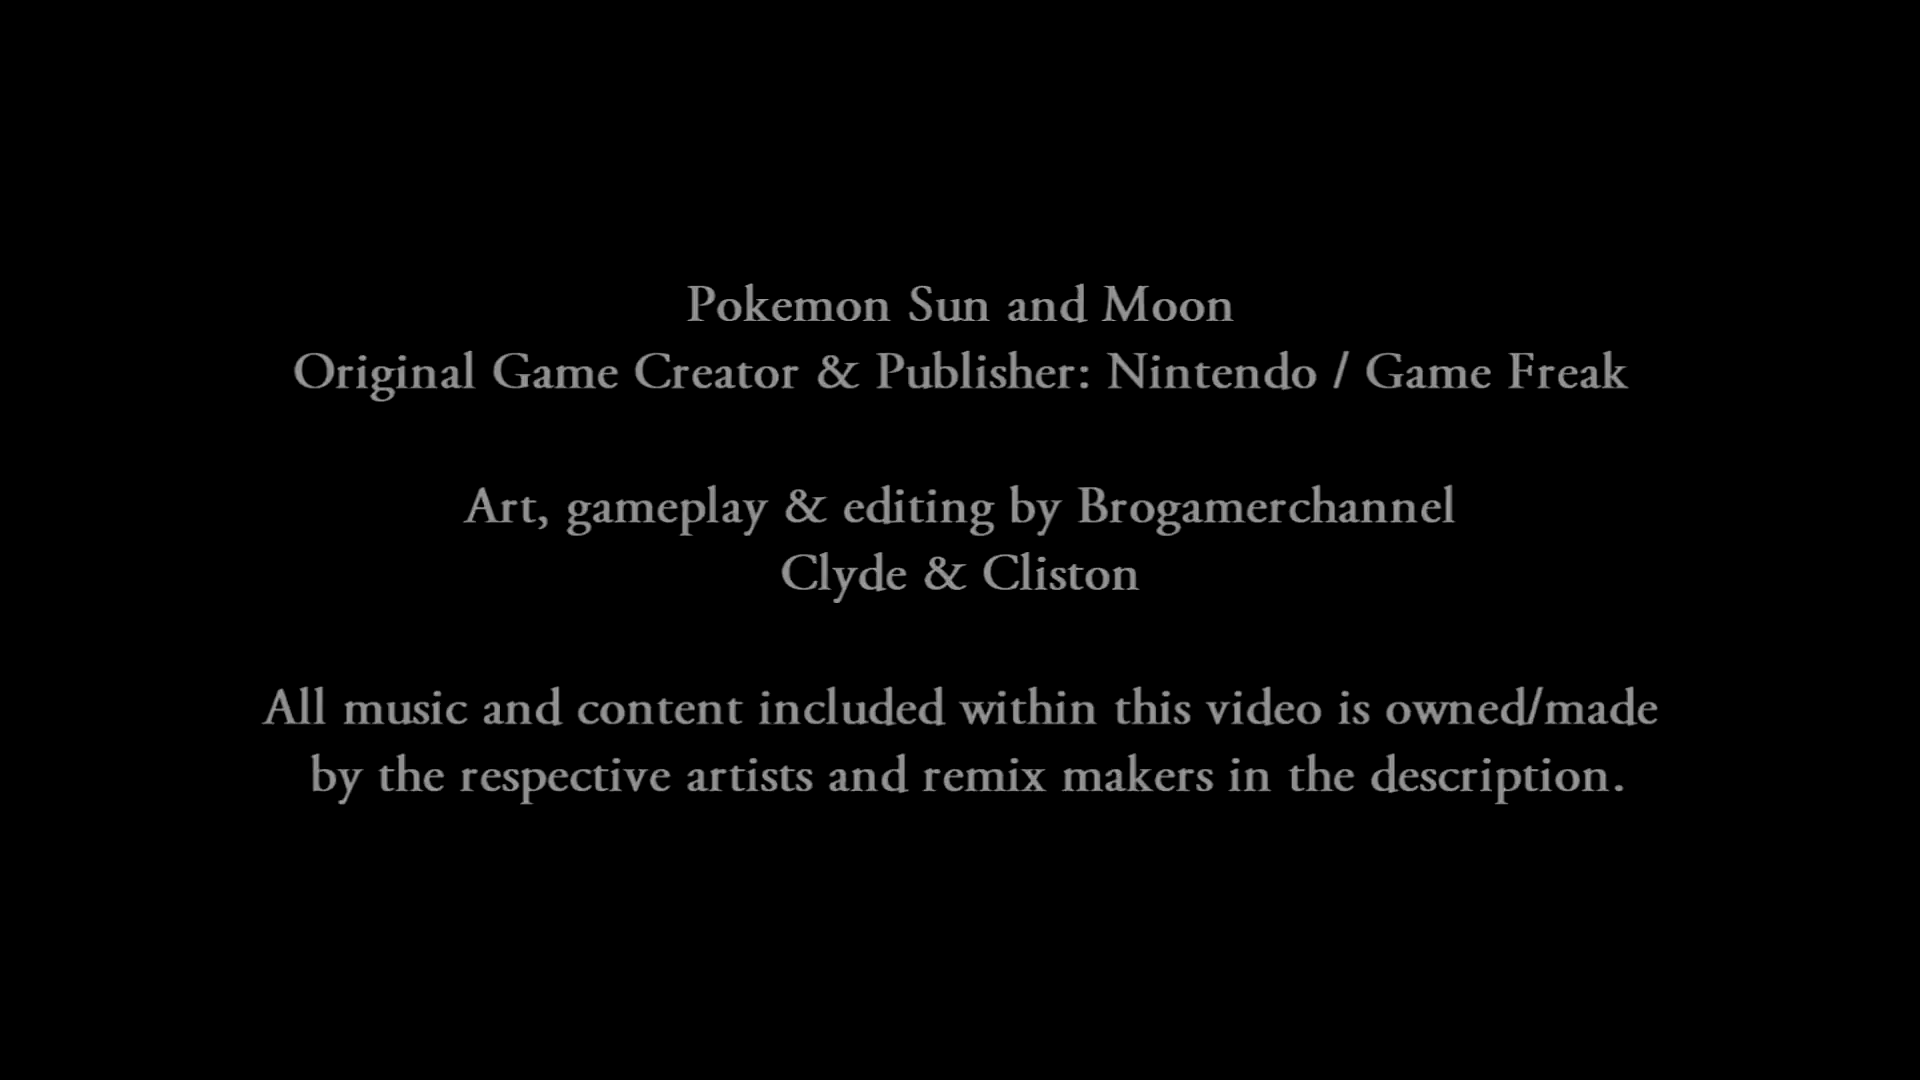 Pokemon Sun and Moon
Original Game Creator & Publisher: Nintendo / Game Freak
Art, gameplay & editing by Brogamerchannel
Clyde & Cliston
All music and content included within this video is owned/made
by the respective artists and remix makers in the description.